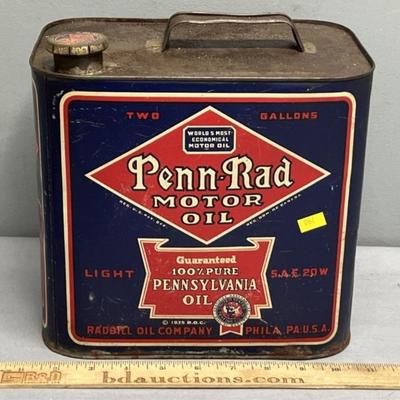 TWO GALLONS
WORLD'S MOST
ECONOMICAL
MOTOR OIL
Penn-Rad
MOTOR
OIL
Guaranteed
100% PURE
PENNSYLVANIA
OIL
LIGHT S.A.E. 20 W
© 1935 R.O.C.
RADBILL OIL COMPANY PHILA, PA. U.S.A.
bdauctions.com